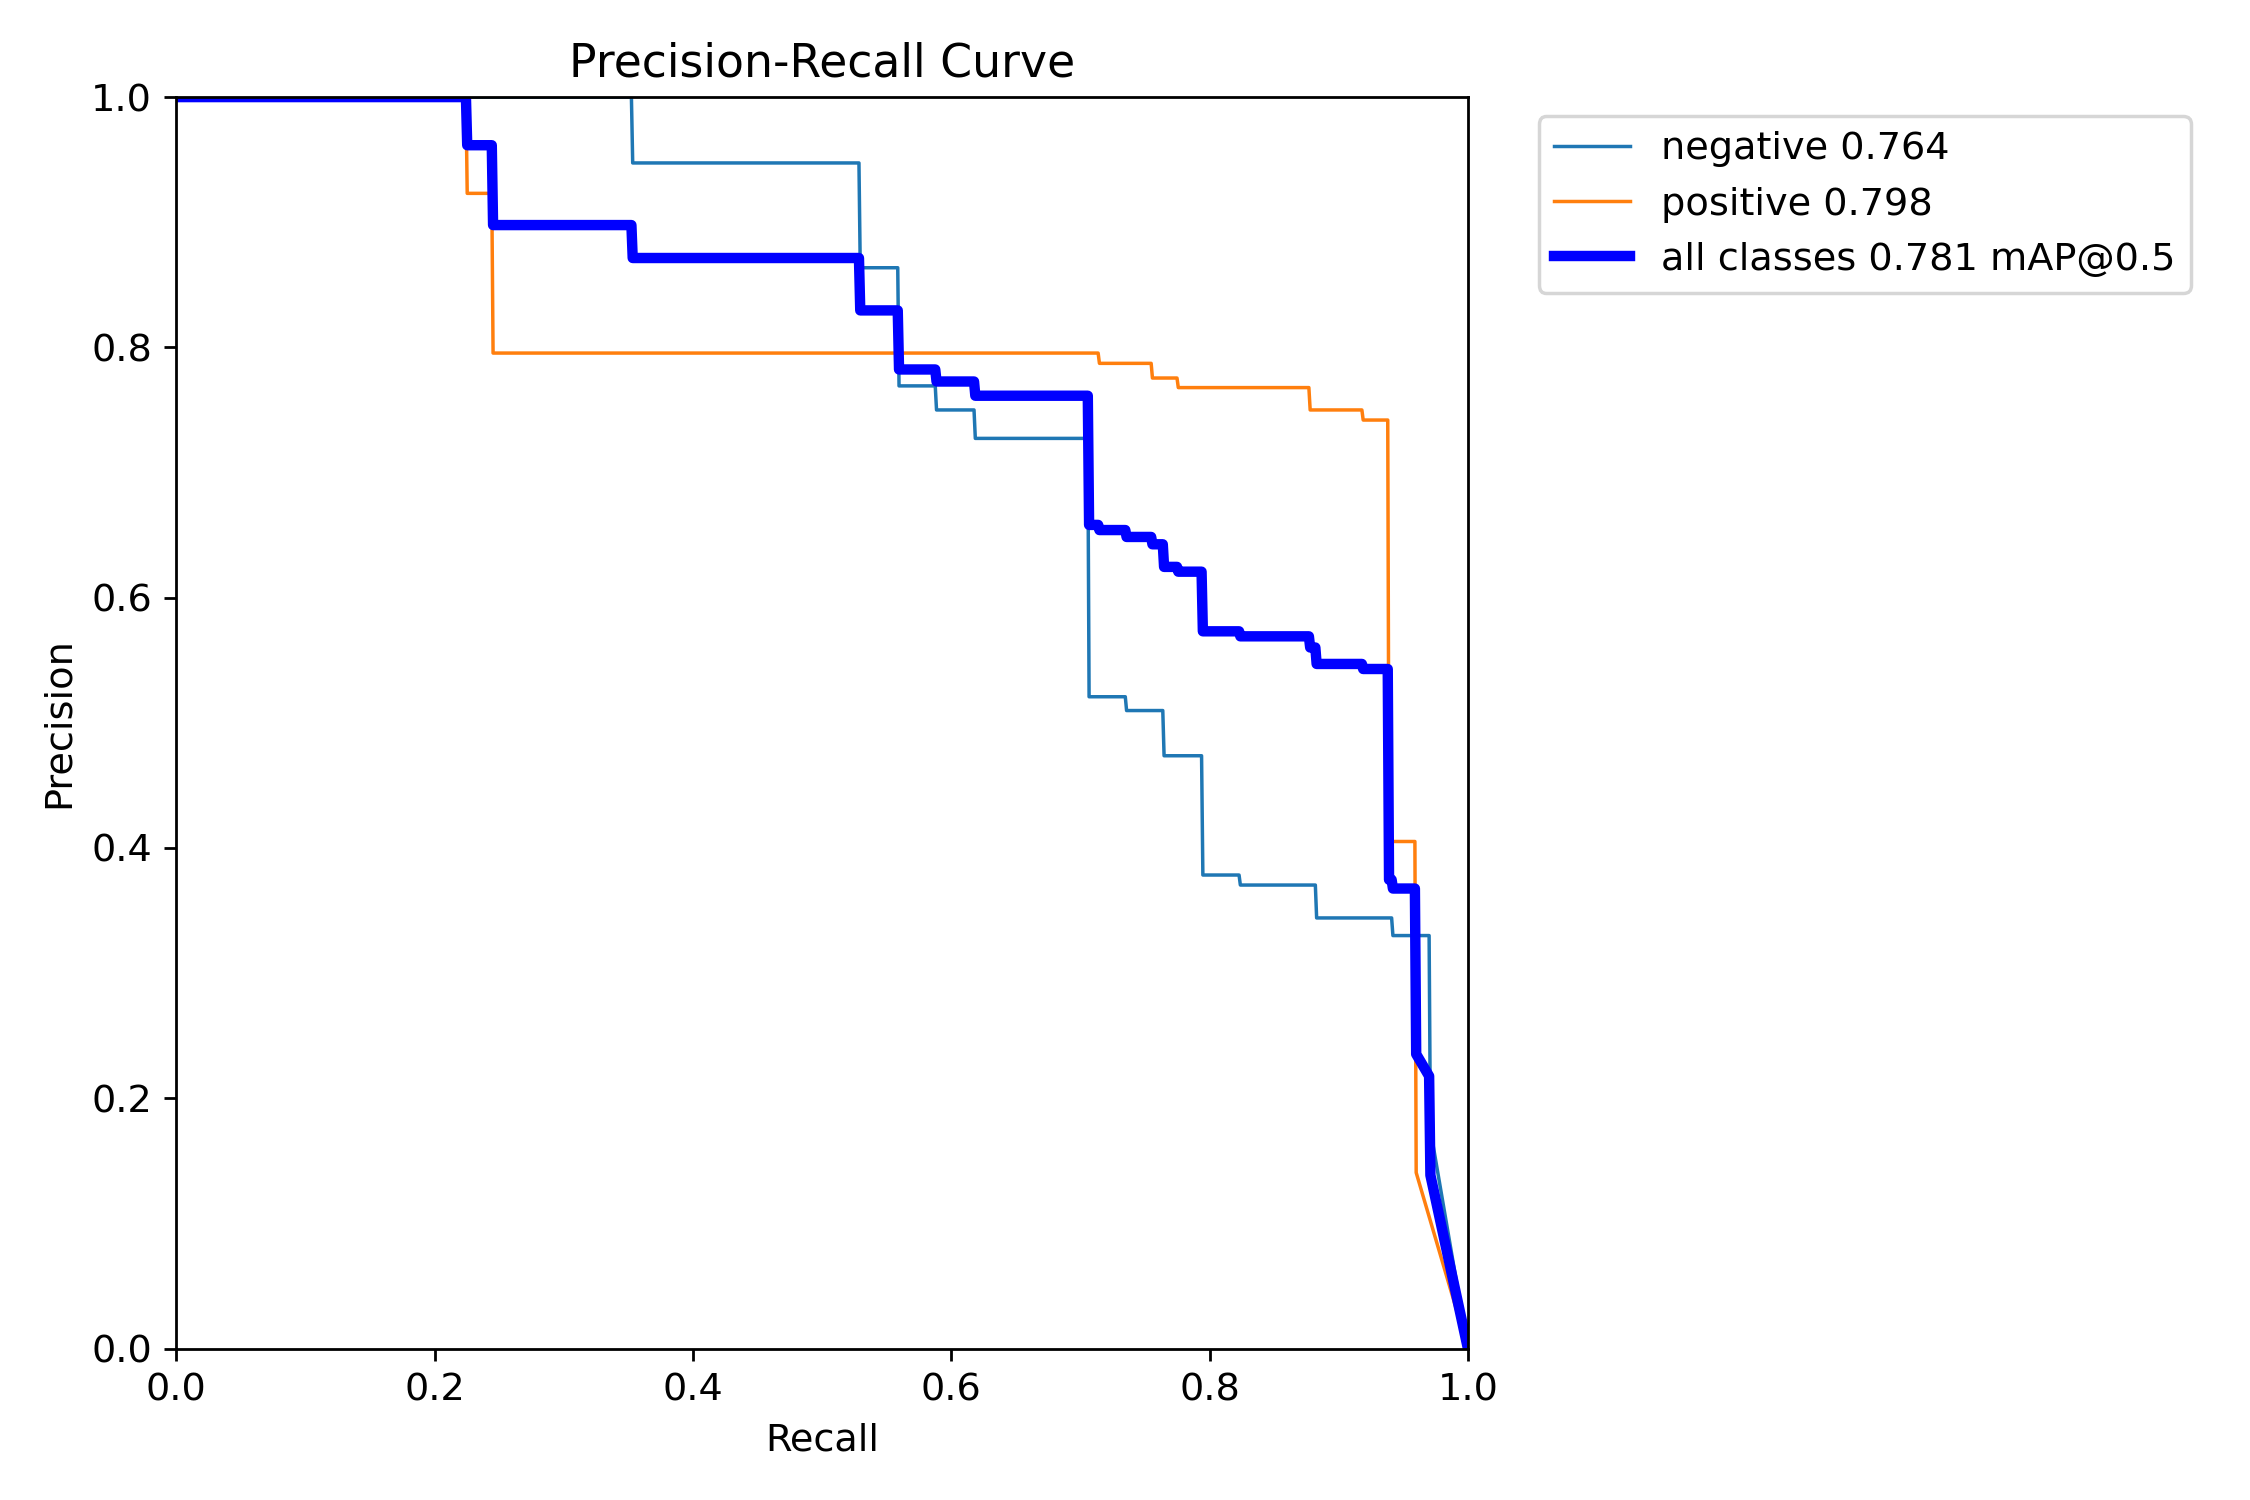 Precision-Recall Curve
1.0
0.8
0.6
0.4
0.2
0.0
Precision
0.0 0.2 0.4 0.6 0.8 1.0
Recall
negative 0.764
positive 0.798
all classes 0.781 mAP@0.5